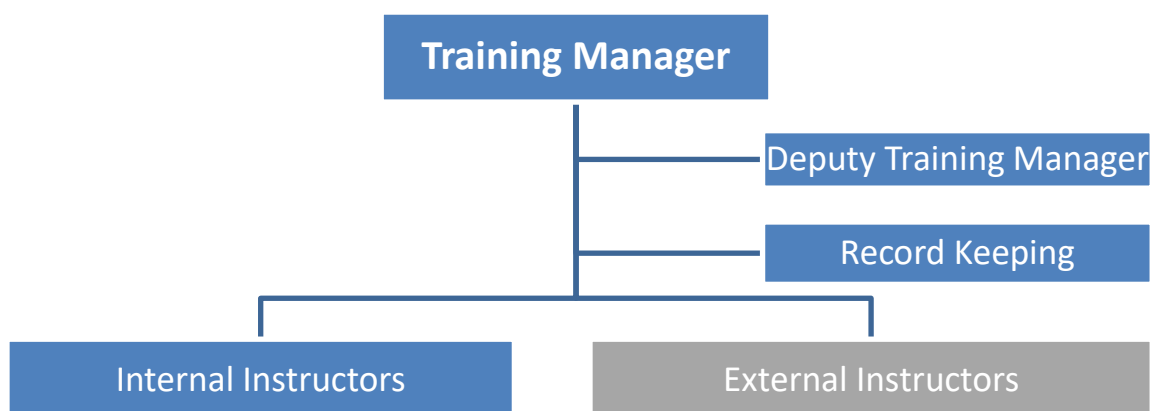 Training Manager
Deputy Training Manager
Record Keeping
Internal Instructors
External Instructors